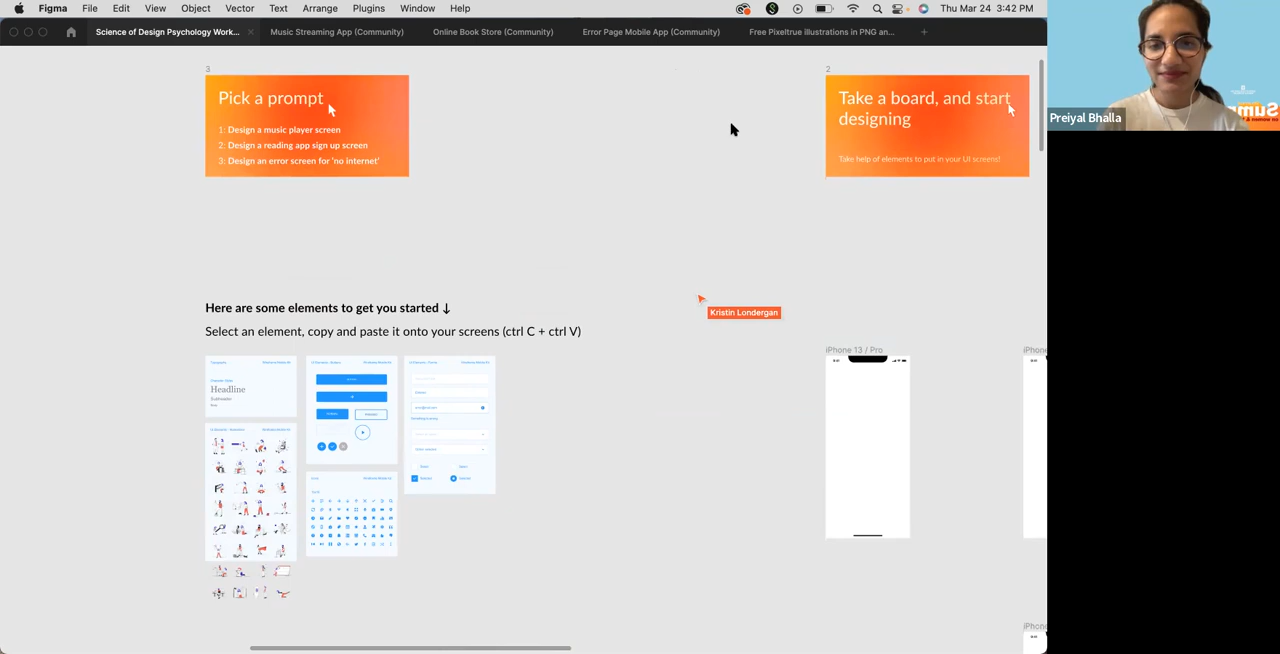 Figma File Edit View Object Vector Text Arrange Plugins Window Help Thu Mar 24 3:42 PM
Science of Design Psychology Work... Music Streaming App (Community) Online Book Store (Community) Error Page Mobile App (Community) Free Pixeltrue illustrations in PNG an...
3
Pick a prompt
1: Design a music player screen
2: Design a reading app sign up screen
3: Design an error screen for 'no internet'
2
Take a board, and start
designing
Take help of elements to put in your UI screens!
Preiyal Bhalla
Here are some elements to get you started ↓
Select an element, copy and paste it onto your screens (ctrl C + ctrl V)
Kristin Londergan
iPhone 13 / Pro
iPhone
Typography
Headline
Subheader
iPhone